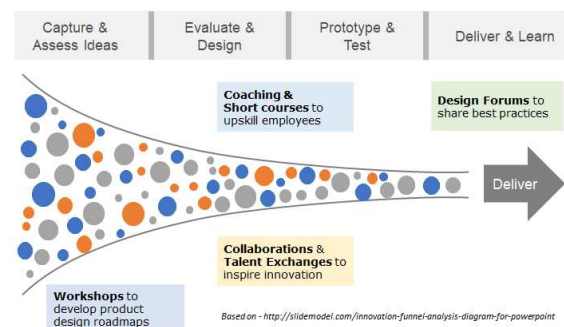 Capture &
Assess Ideas
Evaluate &
Design
Prototype &
Test
Deliver & Learn
Coaching &
Short courses to
upskill employees
Design Forums to
share best practices
Deliver
Collaborations &
Talent Exchanges to
inspire innovation
Workshops to
develop product
design roadmaps
Based on - http://slidemodel.com/innovation-funnel-analysis-diagram-for-powerpoint